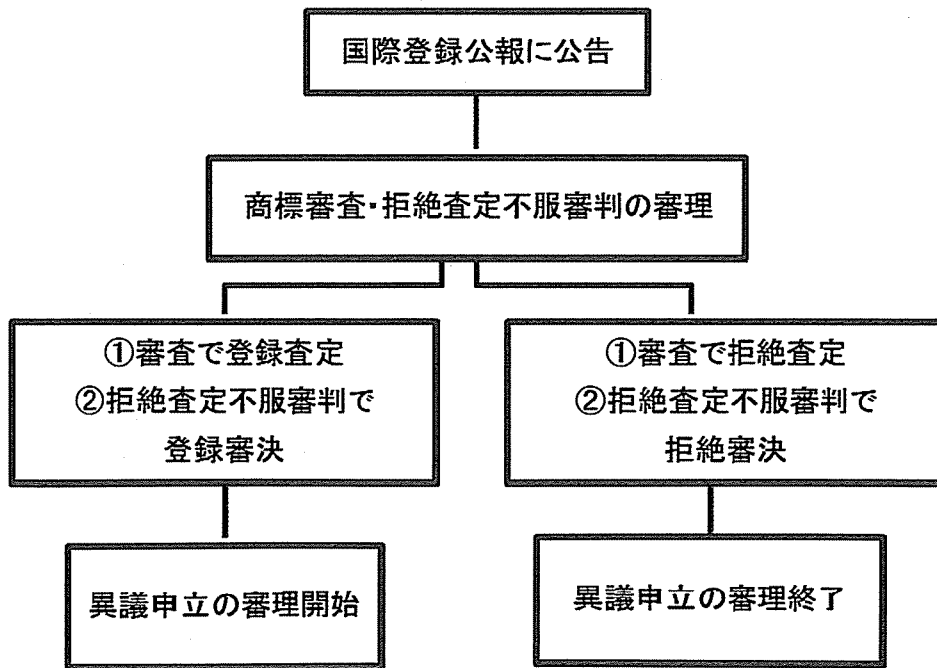 国際登録公報に公告
商標審査・拒絶査定不服審判の審理
①審査で登録査定
②拒絶査定不服審判で
登録審決
①審査で拒絶査定
②拒絶査定不服審判で
拒絶審決
異議申立の審理開始
異議申立の審理終了